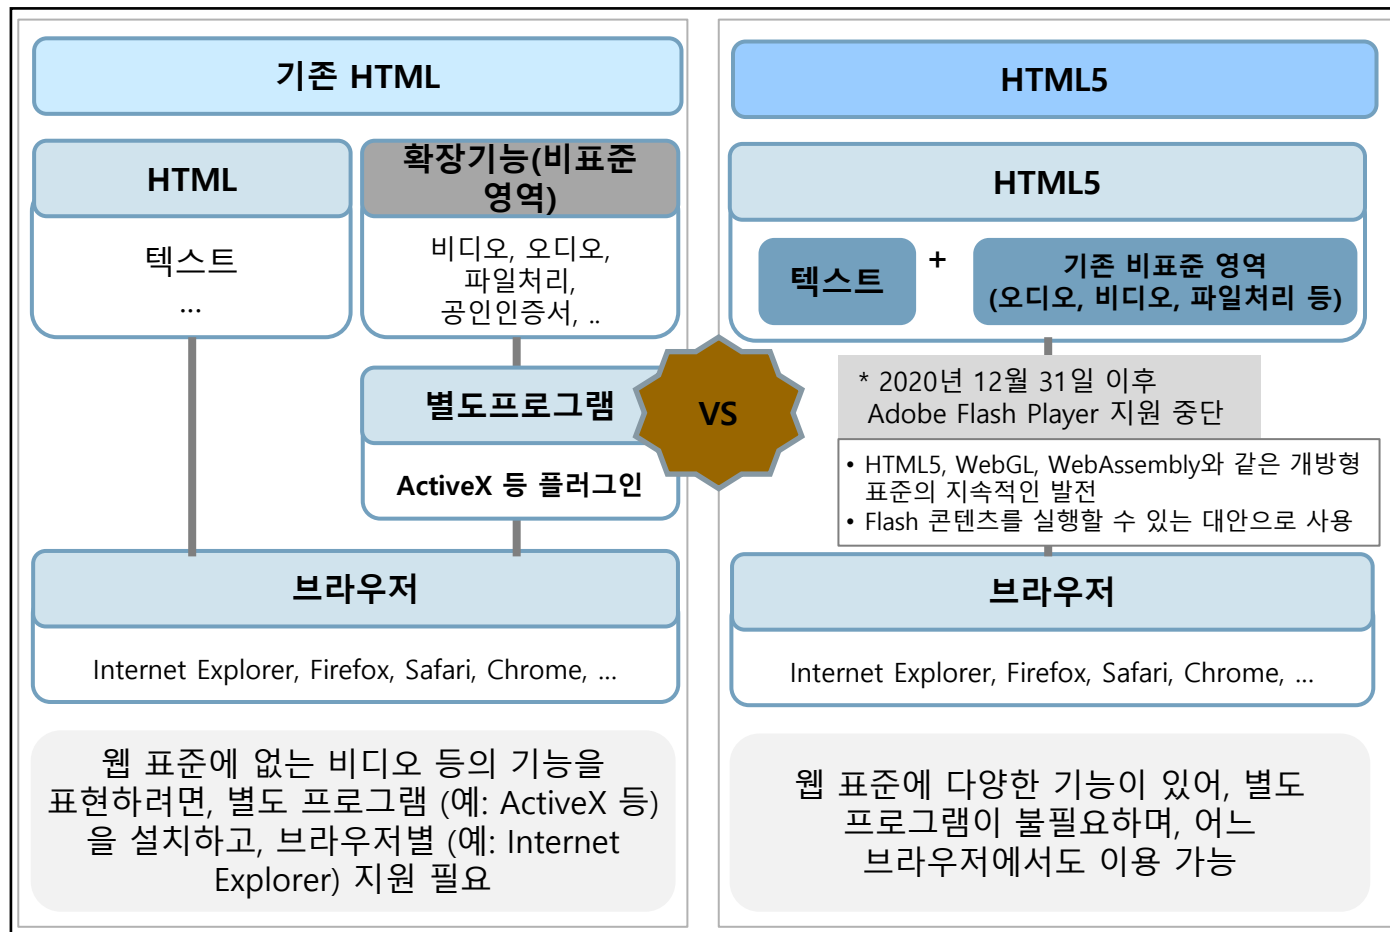 기존 HTML
HTML
텍스트
...
확장기능(비표준
영역)
비디오, 오디오,
파일처리,
공인인증서, ..
별도프로그램
ActiveX 등 플러그인
브라우저
Internet Explorer, Firefox, Safari, Chrome, ...
웹 표준에 없는 비디오 등의 기능을
표현하려면, 별도 프로그램 (예: ActiveX 등)
을 설치하고, 브라우저별 (예: Internet
Explorer) 지원 필요
VS
HTML5
HTML5
텍스트
+
기존 비표준 영역
(오디오, 비디오, 파일처리 등)
* 2020년 12월 31일 이후
Adobe Flash Player 지원 중단
• HTML5, WebGL, WebAssembly와 같은 개방형
표준의 지속적인 발전
• Flash 콘텐츠를 실행할 수 있는 대안으로 사용
브라우저
Internet Explorer, Firefox, Safari, Chrome, ...
웹 표준에 다양한 기능이 있어, 별도
프로그램이 불필요하며, 어느
브라우저에서도 이용 가능